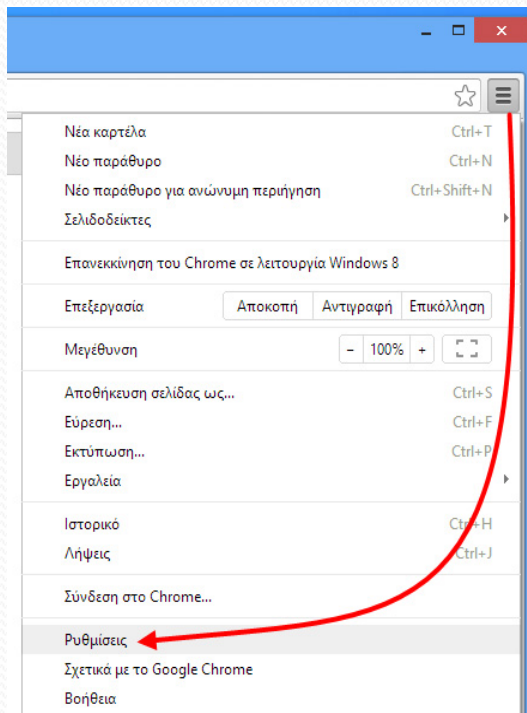 Νέα καρτέλα Ctrl+T
Νέο παράθυρο Ctrl+N
Νέο παράθυρο για ανώνυμη περιήγηση Ctrl+Shift+N
Σελιδοδείκτες
Επανεκκίνηση του Chrome σε λειτουργία Windows 8
Επεξεργασία Αποκοπή Αντιγραφή Επικόλληση
Μεγέθυνση - 100% +
Αποθήκευση σελίδας ως... Ctrl+S
Εύρεση... Ctrl+F
Εκτύπωση... Ctrl+P
Εργαλεία
Ιστορικό Ctrl+H
Λήψεις Ctrl+J
Σύνδεση στο Chrome...
Ρυθμίσεις
Σχετικά με το Google Chrome
Βοήθεια